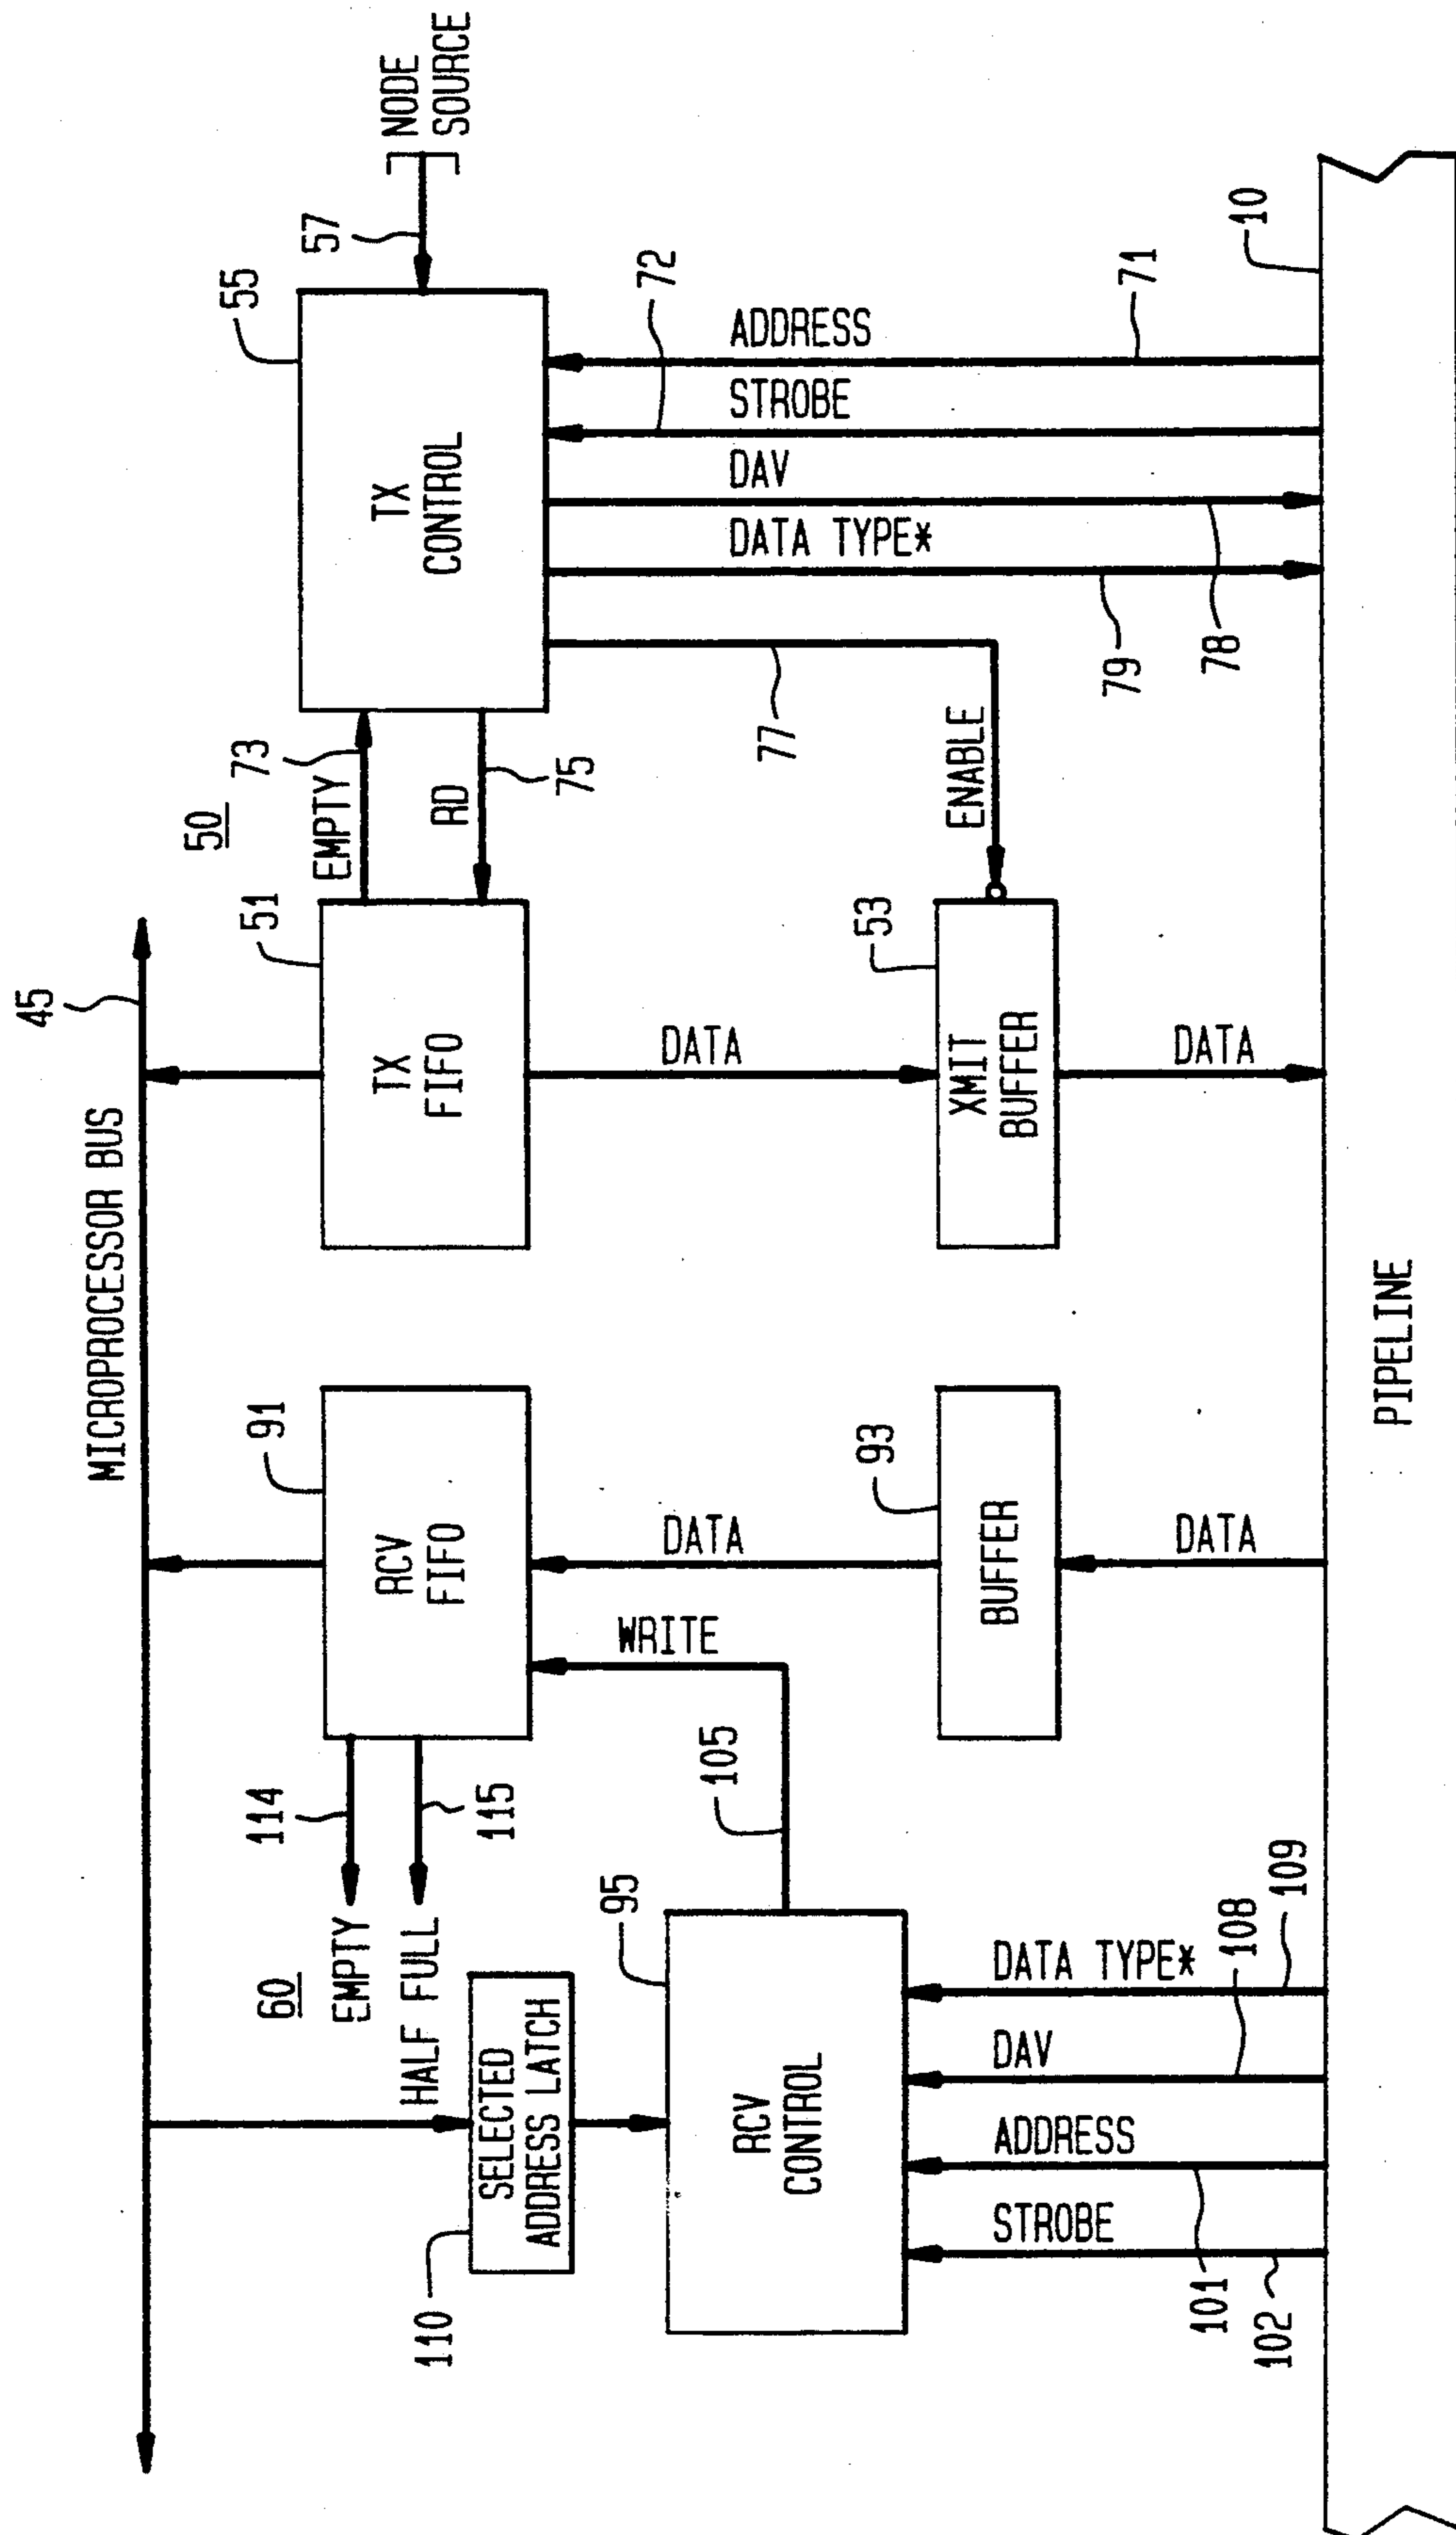 MICROPROCESSOR BUS
45
110
SELECTED
ADDRESS LATCH
60
EMPTY
HALF FULL
114
115
91
RCV
FIFO
50
51
TX
FIFO
EMPTY
73
RD
75
55
TX
CONTROL
57
NODE
SOURCE
95
RCV
CONTROL
105
WRITE
DATA
DATA
77
ENABLE
93
BUFFER
53
XMIT
BUFFER
DATA
DATA
STROBE
ADDRESS
DAV
DATA TYPE*
102
101
108
109
DATA TYPE*
DAV
STROBE
ADDRESS
79
78
72
71
10
PIPELINE